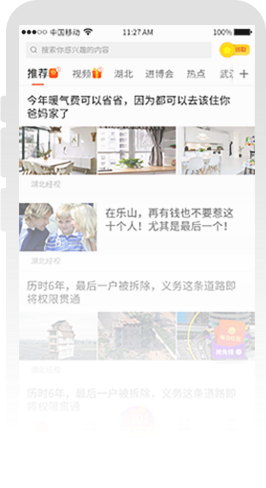 中国移动 11:27 AM 100%
搜索你感兴趣的内容 领取
推荐 视频 湖北 进博会 热点 武汉 +
今年暖气费可以省省，因为都可以去该住你
爸妈家了
湖北经视
在乐山，再有钱也不要惹这
十个人！尤其是最后一个！
湖北经视
历时6年，最后一户被拆除，义务这条道路即
将权限贯通
历时6年，最后一户被拆除，义务这条道路即
将权限贯通